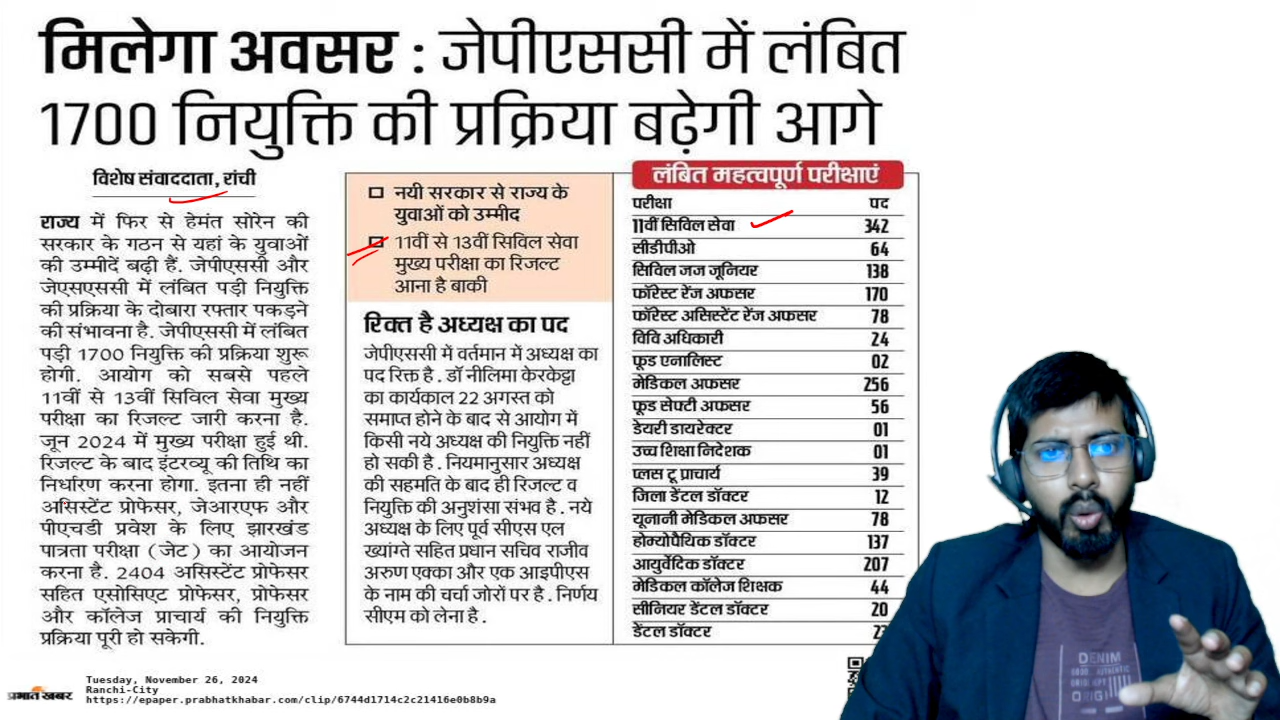 मिलेगा अवसर : जेपीएससी में लंबित
1700 नियुक्ति की प्रक्रिया बढ़ेगी आगे
विशेष संवाददाता, रांची
राज्य में फिर से हेमंत सोरेन की
सरकार के गठन से यहां के युवाओं
की उम्मीदें बढ़ी हैं. जेपीएससी और
जेएसएससी में लंबित पड़ी नियुक्ति
की प्रक्रिया के दोबारा रफ्तार पकड़ने
की संभावना है. जेपीएससी में लंबित
पड़ी 1700 नियुक्ति की प्रक्रिया शुरू
होगी. आयोग को सबसे पहले
11वीं से 13वीं सिविल सेवा मुख्य
परीक्षा का रिजल्ट जारी करना है.
जून 2024 में मुख्य परीक्षा हुई थी.
रिजल्ट के बाद इंटरव्यू की तिथि का
निर्धारण करना होगा. इतना ही नहीं
असिस्टेंट प्रोफेसर, जेआरएफ और
पीएचडी प्रवेश के लिए झारखंड
पात्रता परीक्षा (जेट) का आयोजन
करना है. 2404 असिस्टेंट प्रोफेसर
सहित एसोसिएट प्रोफेसर, प्रोफेसर
और कॉलेज प्राचार्य की नियुक्ति
प्रक्रिया पूरी हो सकेगी.
नयी सरकार से राज्य के
युवाओं को उम्मीद
11वीं से 13वीं सिविल सेवा
मुख्य परीक्षा का रिजल्ट
आना है बाकी
रिक्त है अध्यक्ष का पद
जेपीएससी में वर्तमान में अध्यक्ष का
पद रिक्त है. डॉ नीलिमा केरकेट्टा
का कार्यकाल 22 अगस्त को
समाप्त होने के बाद से आयोग में
किसी नये अध्यक्ष की नियुक्ति नहीं
हो सकी है. नियमानुसार अध्यक्ष
की सहमति के बाद ही रिजल्ट व
नियुक्ति की अनुशंसा संभव है. नये
अध्यक्ष के लिए पूर्व सीएस एल
ख्यांग्ते सहित प्रधान सचिव राजीव
अरुण एक्का और एक आइपीएस
के नाम की चर्चा जोरों पर है. निर्णय
सीएम को लेना है.
लंबित महत्वपूर्ण परीक्षाएं
परीक्षा पद
11वीं सिविल सेवा 342
सीडीपीओ 64
सिविल जज जूनियर 138
फॉरेस्ट रेंज अफसर 170
फॉरेस्ट असिस्टेंट रेंज अफसर 78
विवि अधिकारी 24
फूड एनालिस्ट 02
मेडिकल अफसर 256
फूड सेफ्टी अफसर 56
डेयरी डायरेक्टर 01
उच्च शिक्षा निदेशक 01
प्लस टू प्राचार्य 39
जिला डेंटल डॉक्टर 12
यूनानी मेडिकल अफसर 78
होम्योपैथिक डॉक्टर 137
आयुर्वेदिक डॉक्टर 207
मेडिकल कॉलेज शिक्षक 44
सीनियर डेंटल डॉक्टर 20
डेंटल डॉक्टर
प्रभात खबर
Tuesday, November 26, 2024
Ranchi-City
https://epaper.prabhatkhabar.com/clip/6744d1714c2c21416e0b8b9a
DENIM